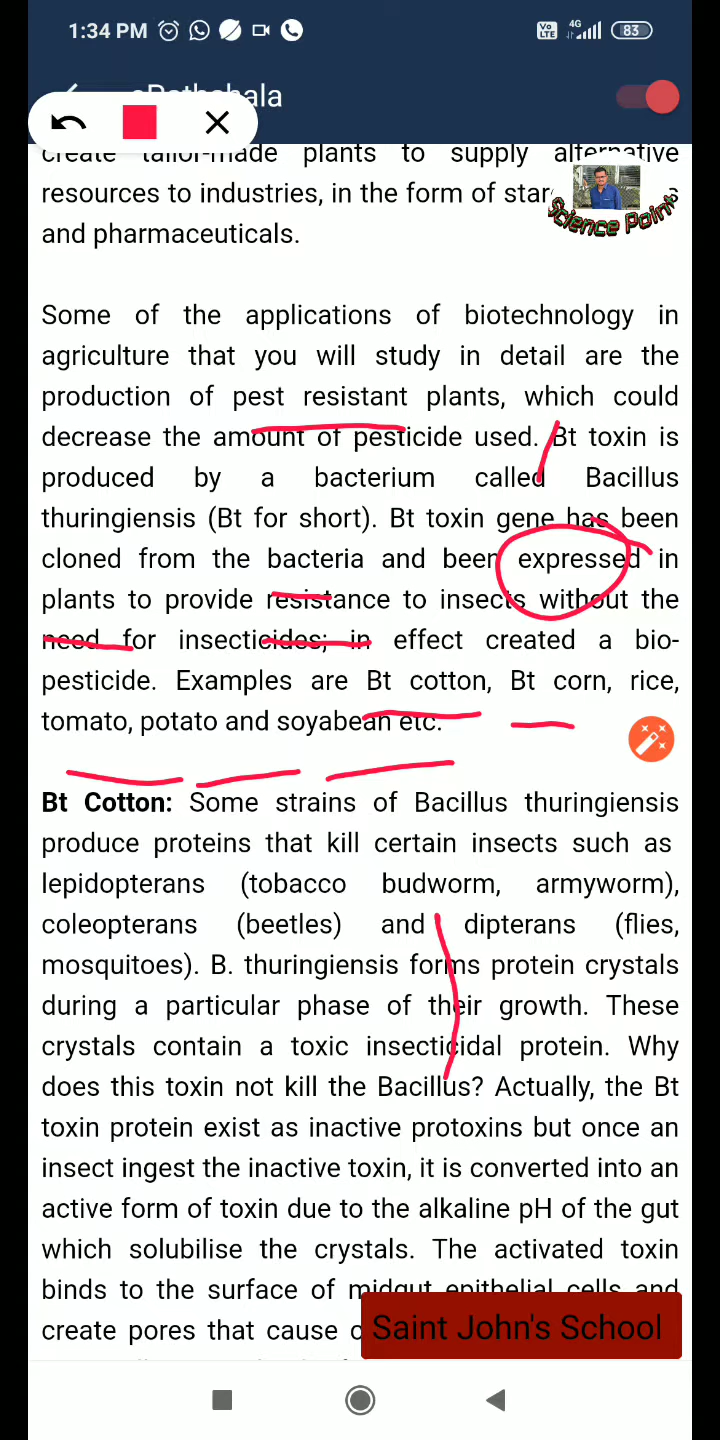 1:34 PM
Vo LTE 4G 83
create tailor-made plants to supply alternative
resources to industries, in the form of
and pharmaceuticals.
Science Point
Some of the applications of biotechnology in
agriculture that you will study in detail are the
production of pest resistant plants, which could
decrease the amount of pesticide used. Bt toxin is
produced by a bacterium called Bacillus
thuringiensis (Bt for short). Bt toxin gene has been
cloned from the bacteria and been expressed in
plants to provide resistance to insects without the
need for insecticides; in effect created a bio-
pesticide. Examples are Bt cotton, Bt corn, rice,
tomato, potato and soyabean etc.
Bt Cotton: Some strains of Bacillus thuringiensis
produce proteins that kill certain insects such as
lepidopterans (tobacco budworm, armyworm),
coleopterans (beetles) and dipterans (flies,
mosquitoes). B. thuringiensis forms protein crystals
during a particular phase of their growth. These
crystals contain a toxic insecticidal protein. Why
does this toxin not kill the Bacillus? Actually, the Bt
toxin protein exist as inactive protoxins but once an
insect ingest the inactive toxin, it is converted into an
active form of toxin due to the alkaline pH of the gut
which solubilise the crystals. The activated toxin
binds to the surface of midgut epithelial cells and
create pores that cause
Saint John's School